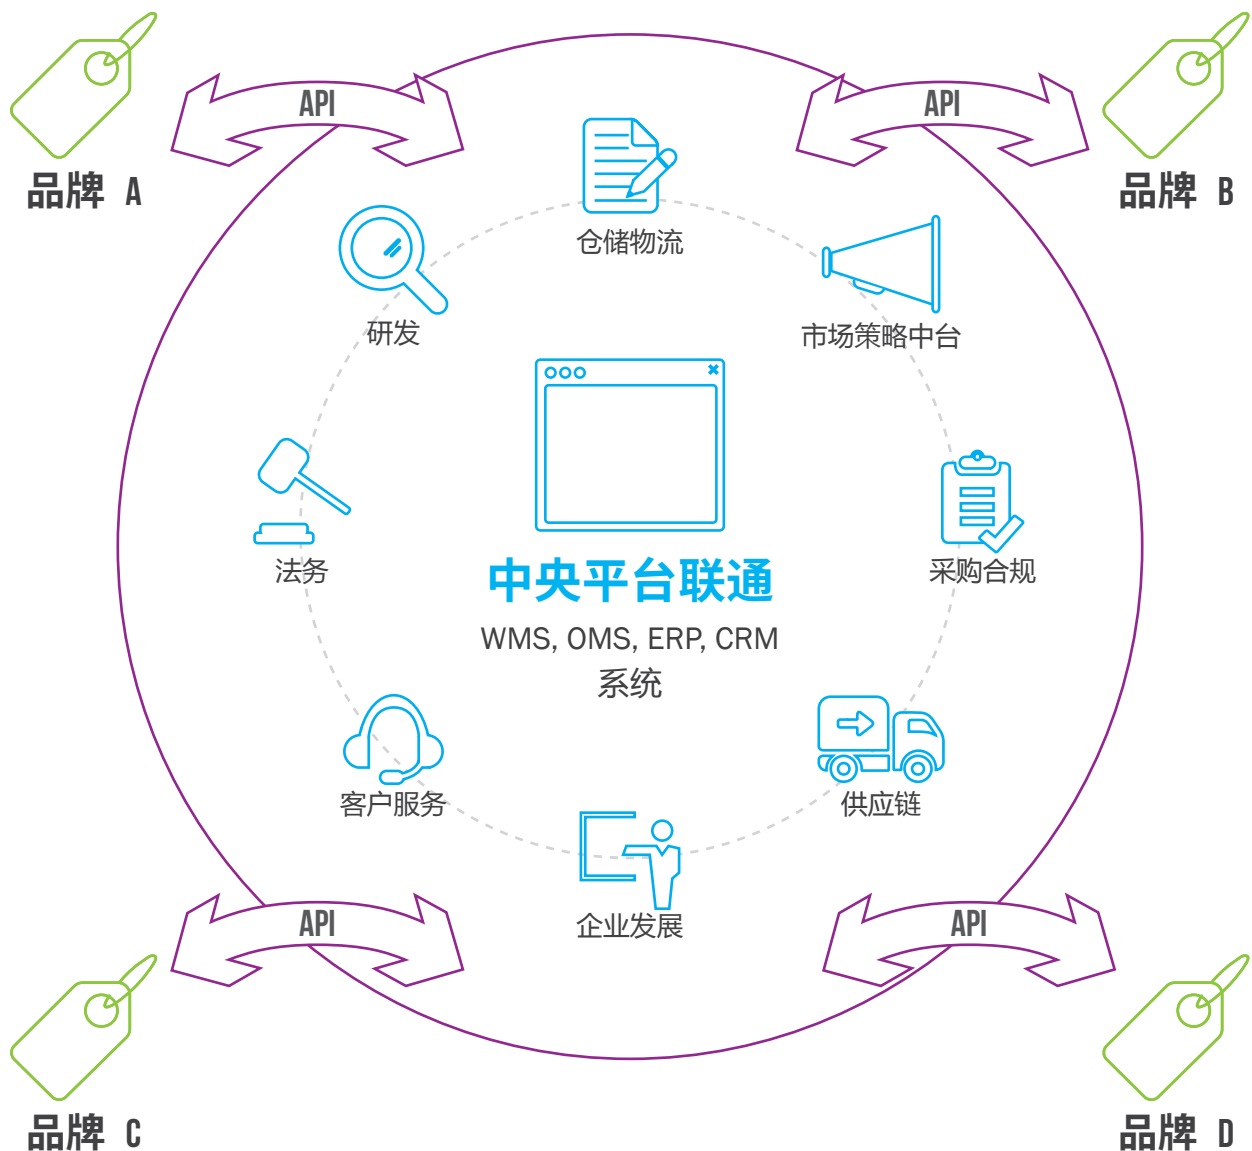 API
API
品牌 A
品牌 B
仓储物流
研发
市场策略中台
法务
采购合规
中央平台联通
WMS, OMS, ERP, CRM
系统
客户服务
供应链
企业发展
API
API
品牌 C
品牌 D